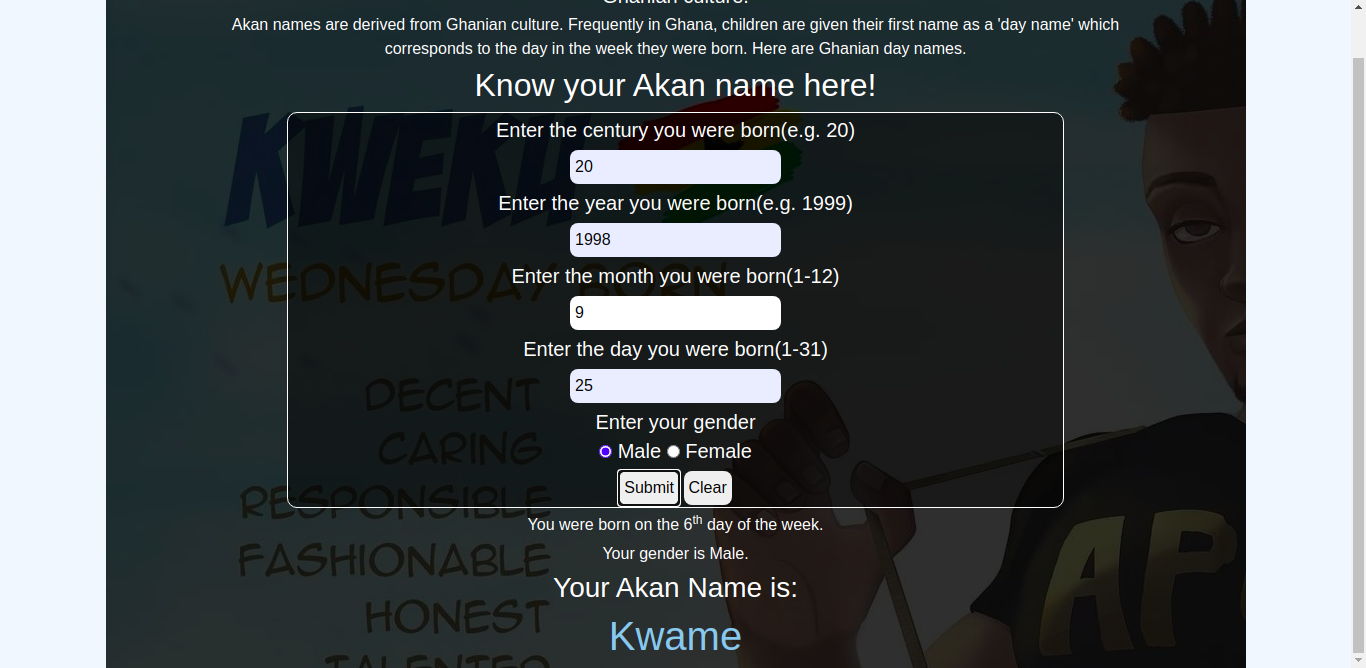 Ghanian culture.
Akan names are derived from Ghanian culture. Frequently in Ghana, children are given their first name as a 'day name' which
corresponds to the day in the week they were born. Here are Ghanian day names.
Know your Akan name here!
KWEKU
WEDNESDAY BORN
Enter the century you were born(e.g. 20)
20
Enter the year you were born(e.g. 1999)
1998
Enter the month you were born(1-12)
9
Enter the day you were born(1-31)
25
Enter your gender
Male Female
Submit Clear
DECENT
CARING
RESPONSIBLE
FASHIONABLE
HONEST
TALENTED
AP
You were born on the 6th day of the week.
Your gender is Male.
Your Akan Name is:
Kwame